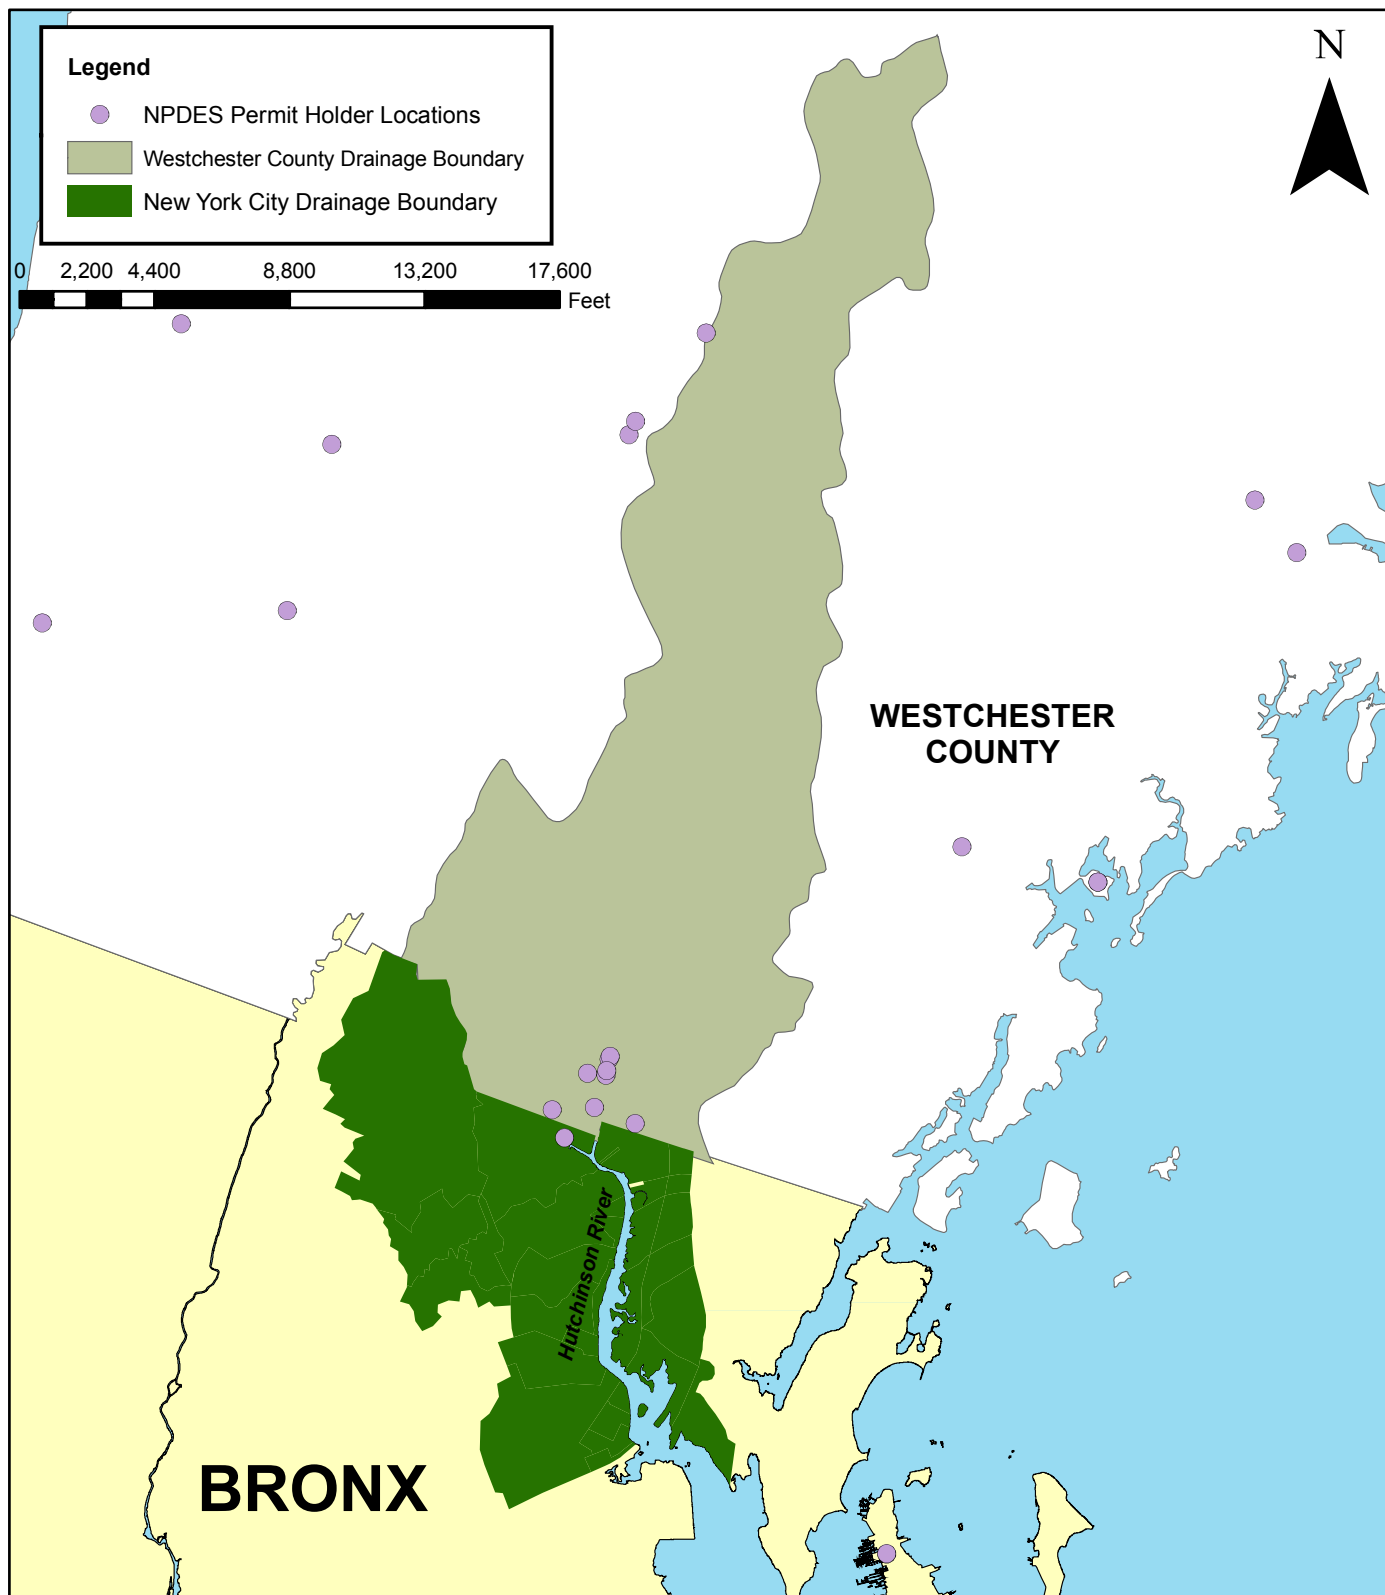 Legend
NPDES Permit Holder Locations
Westchester County Drainage Boundary
New York City Drainage Boundary
N
0 2,200 4,400 8,800 13,200 17,600
Feet
WESTCHESTER
COUNTY
Hutchinson River
BRONX